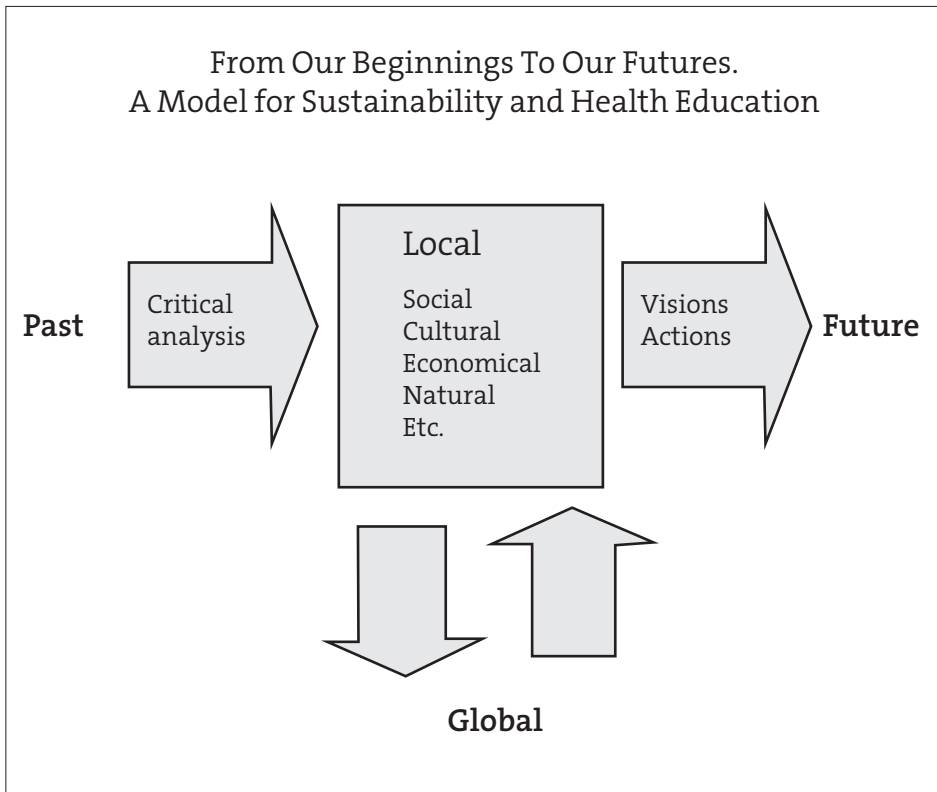 From Our Beginnings To Our Futures.
A Model for Sustainability and Health Education
Past
Critical
analysis
Local
Social
Cultural
Economical
Natural
Etc.
Visions
Actions
Future
Global